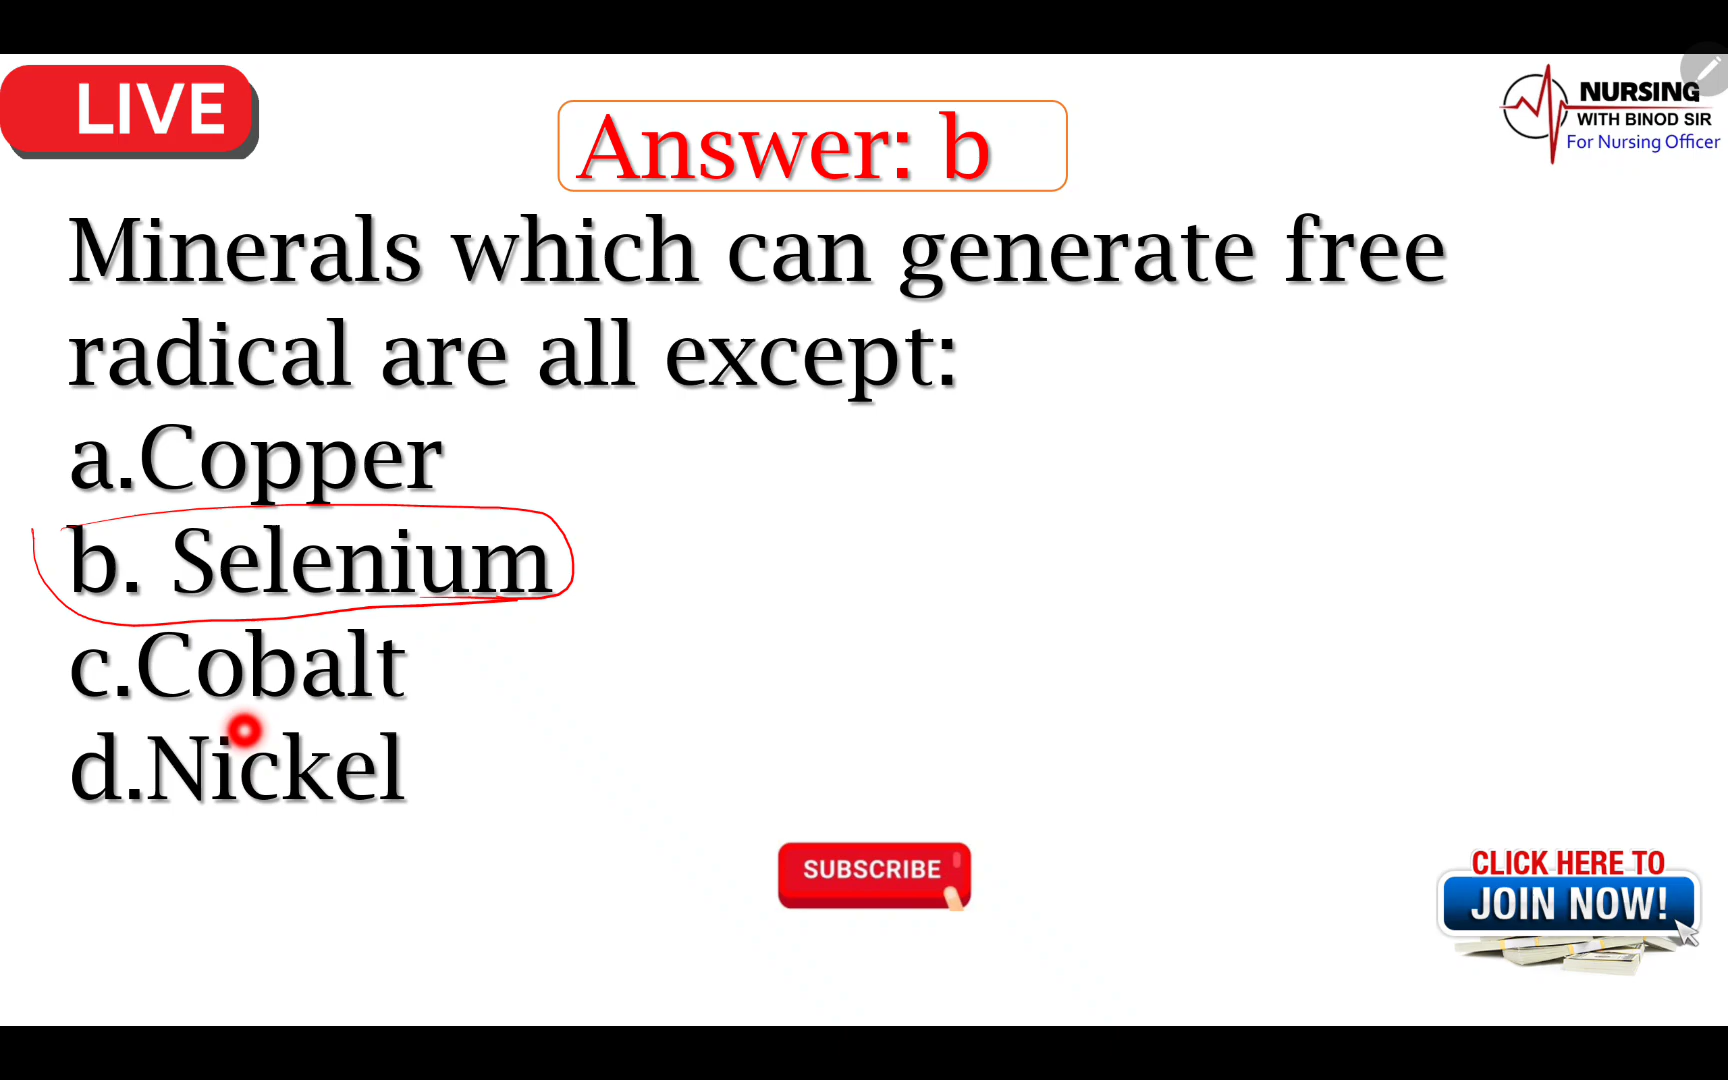 LIVE
Answer: b
NURSING
WITH BINOD SIR
For Nursing Officer
Minerals which can generate free
radical are all except:
a.Copper
b. Selenium
c.Cobalt
d.Nickel
SUBSCRIBE
CLICK HERE TO
JOIN NOW!